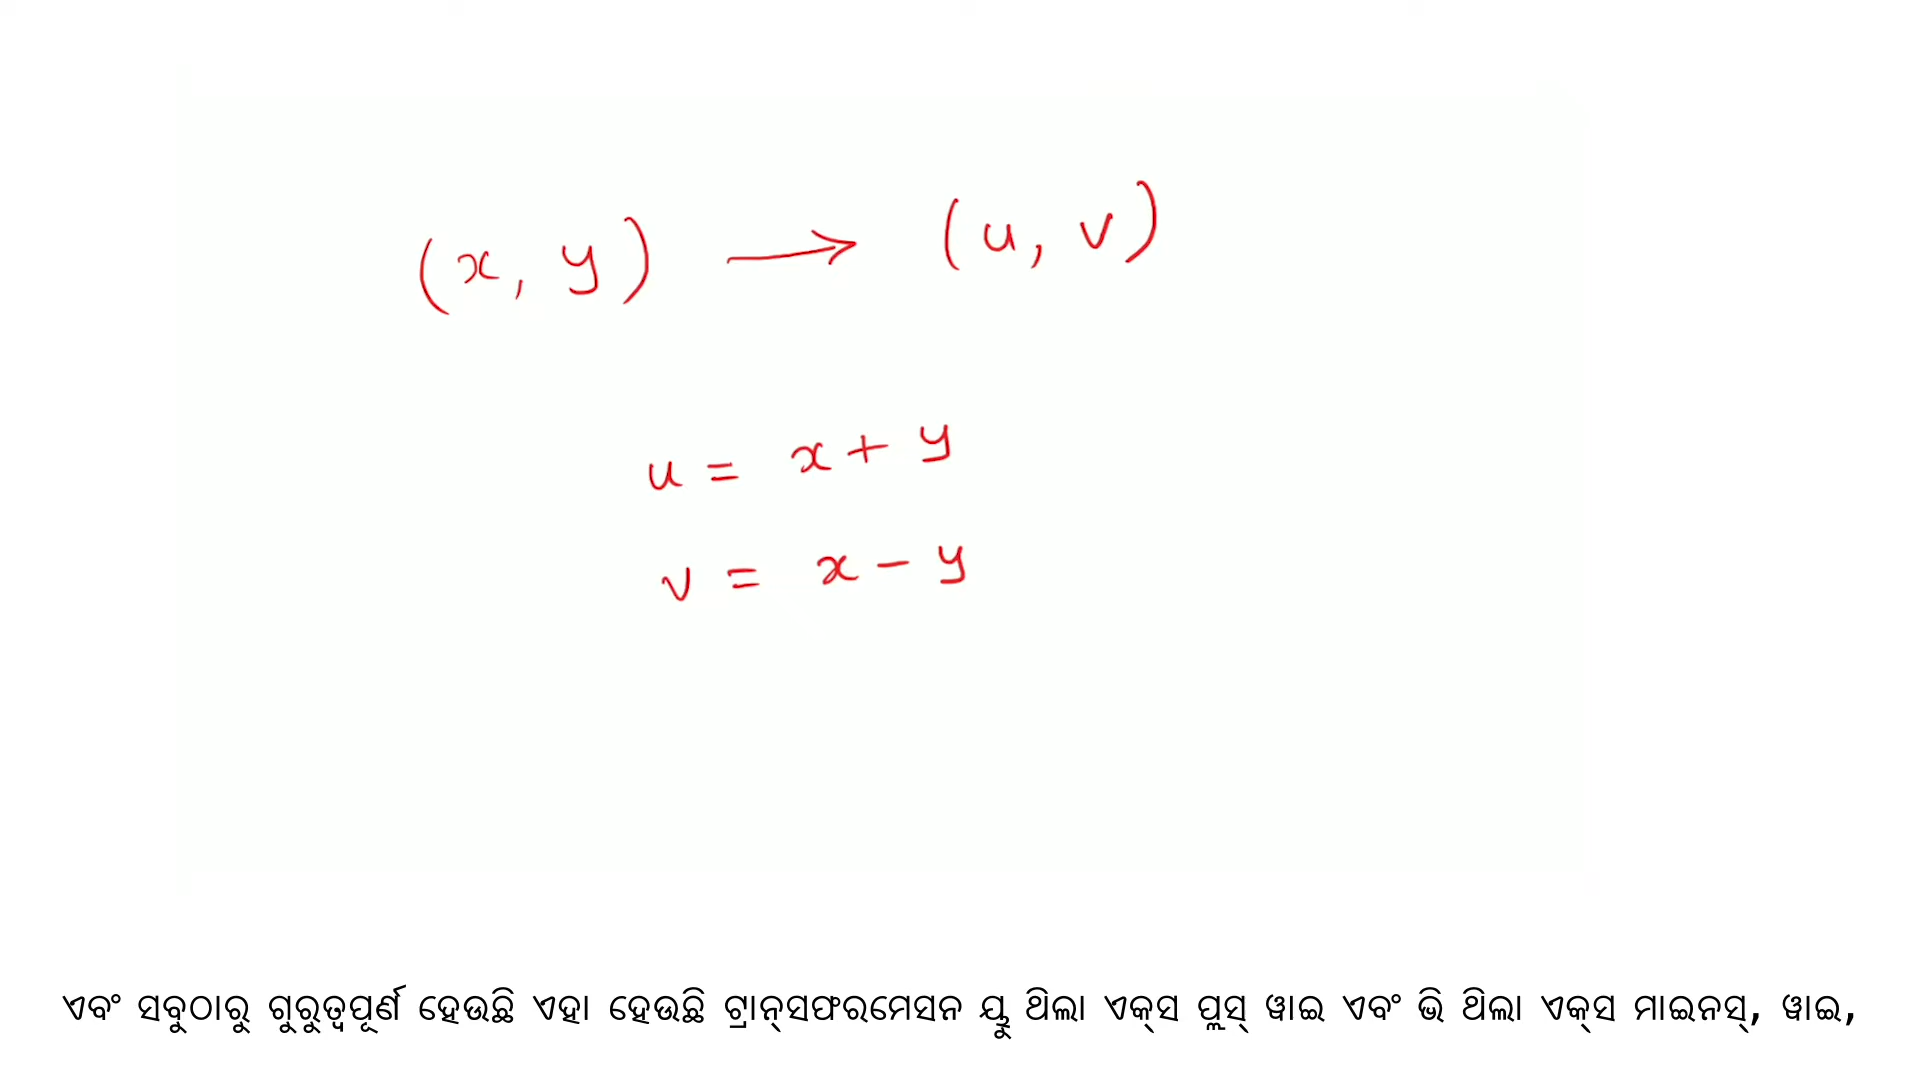 (x, y) ⟶ (u, v)
u = x + y
v = x - y
ଏବଂ ସବୁଠାରୁ ଗୁରୁତ୍ୱପୂର୍ଣ ହେଉଛି ଏହା ହେଉଛି ଟ୍ରାନ୍ସଫରମେସନ ୟୁ ଥିଲା ଏକ୍ସ ପ୍ଲସ୍ ୱାଇ ଏବଂ ଭି ଥିଲା ଏକ୍ସ ମାଇନସ୍, ୱାଇ,